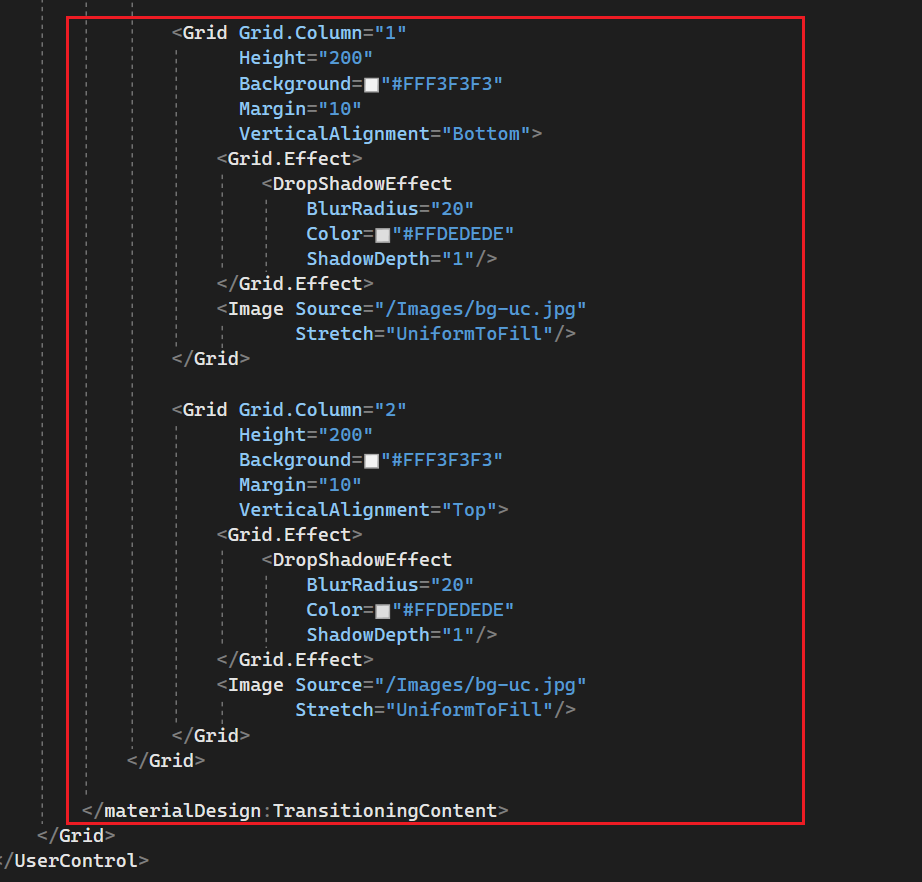 <Grid Grid.Column="1"
Height="200"
Background="#FFF3F3F3"
Margin="10"
VerticalAlignment="Bottom">
<Grid.Effect>
<DropShadowEffect
BlurRadius="20"
Color="#FFDEDEDE"
ShadowDepth="1"/>
</Grid.Effect>
<Image Source="/Images/bg-uc.jpg"
Stretch="UniformToFill"/>
</Grid>
<Grid Grid.Column="2"
Height="200"
Background="#FFF3F3F3"
Margin="10"
VerticalAlignment="Top">
<Grid.Effect>
<DropShadowEffect
BlurRadius="20"
Color="#FFDEDEDE"
ShadowDepth="1"/>
</Grid.Effect>
<Image Source="/Images/bg-uc.jpg"
Stretch="UniformToFill"/>
</Grid>
</Grid>
</materialDesign:TransitioningContent>
</Grid>
/UserControl>